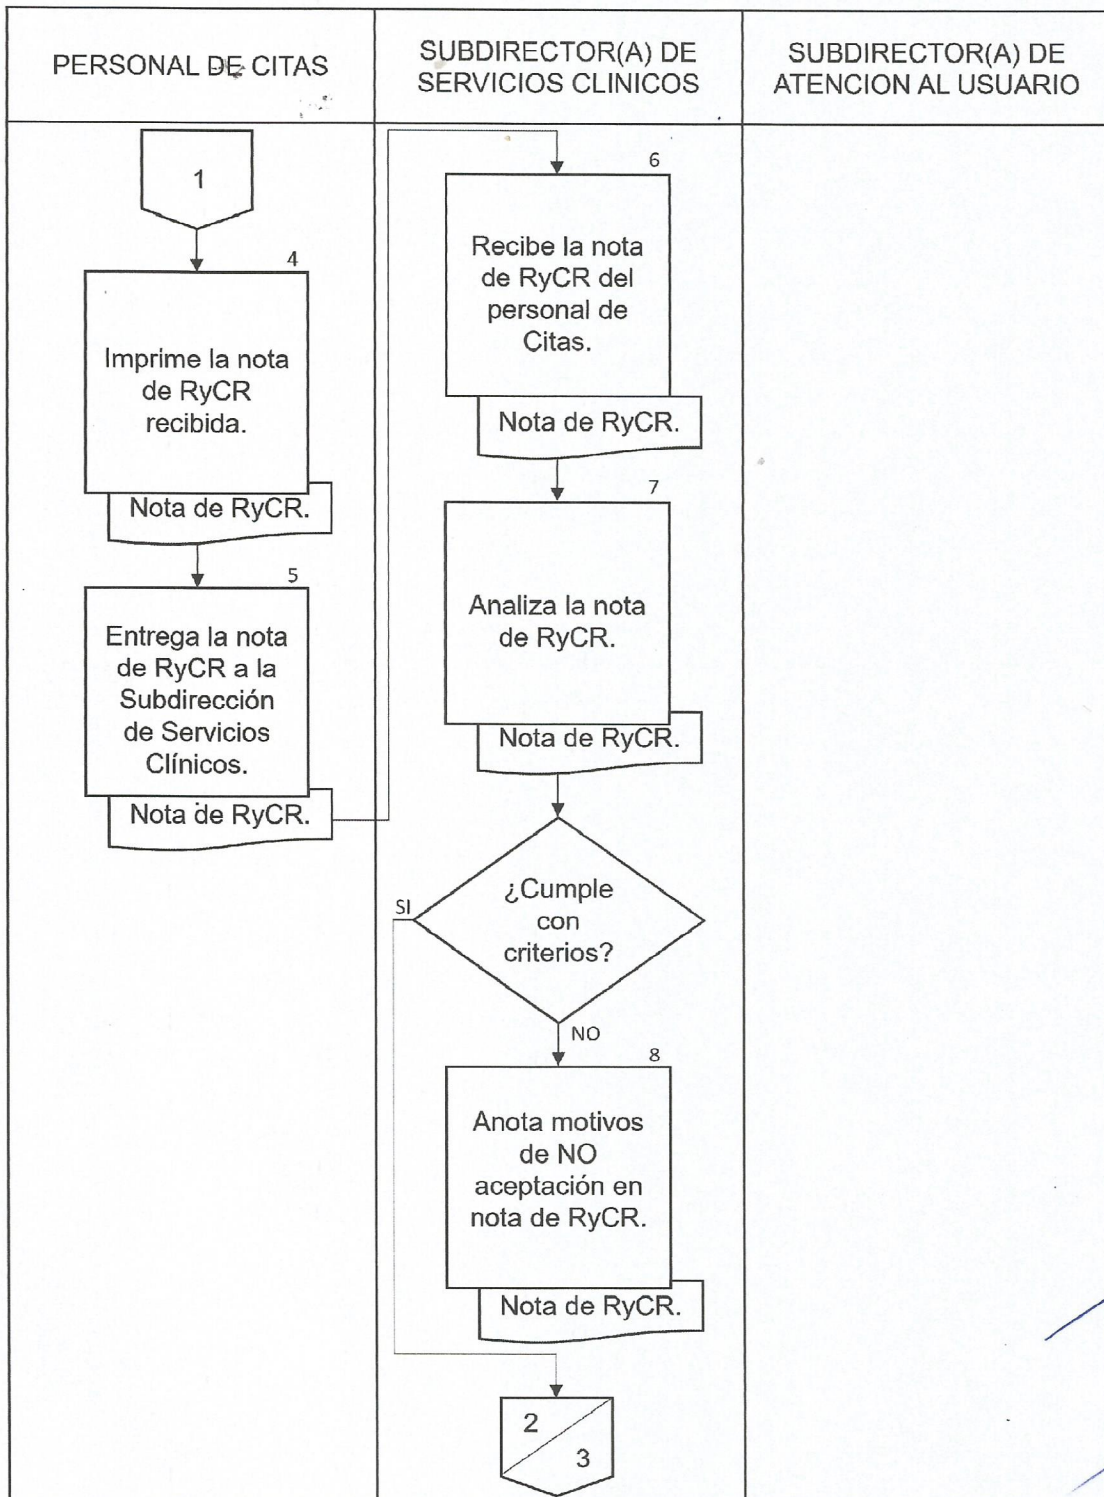 PERSONAL DE CITAS
SUBDIRECTOR(A) DE
SERVICIOS CLINICOS
SUBDIRECTOR(A) DE
ATENCION AL USUARIO
1
4
Imprime la nota
de RyCR
recibida.
Nota de RyCR.
5
Entrega la nota
de RyCR a la
Subdirección
de Servicios
Clínicos.
Nota de RyCR.
6
Recibe la nota
de RyCR del
personal de
Citas.
Nota de RyCR.
7
Analiza la nota
de RyCR.
Nota de RyCR.
¿Cumple
con
criterios?
SI
NO
8
Anota motivos
de NO
aceptación en
nota de RyCR.
Nota de RyCR.
2
3